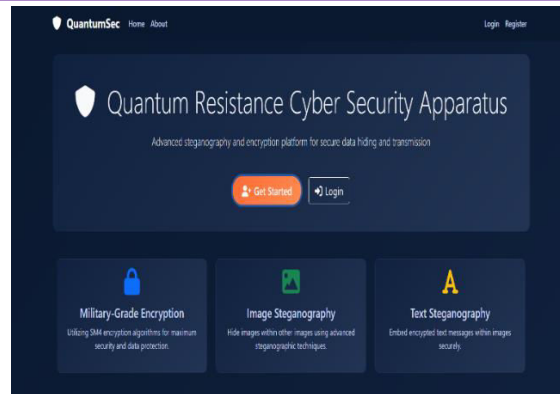 QuantumSec Home About Login Register
Quantum Resistance Cyber Security Apparatus
Advanced steganography and encryption platform for secure data hiding and transmission
Get Started Login
Military-Grade Encryption
Utilizing SM4 encryption algorithms for maximum
security and data protection.
Image Steganography
Hide images within other images using advanced
steganographic techniques.
Text Steganography
Embed encrypted text messages within images
securely.